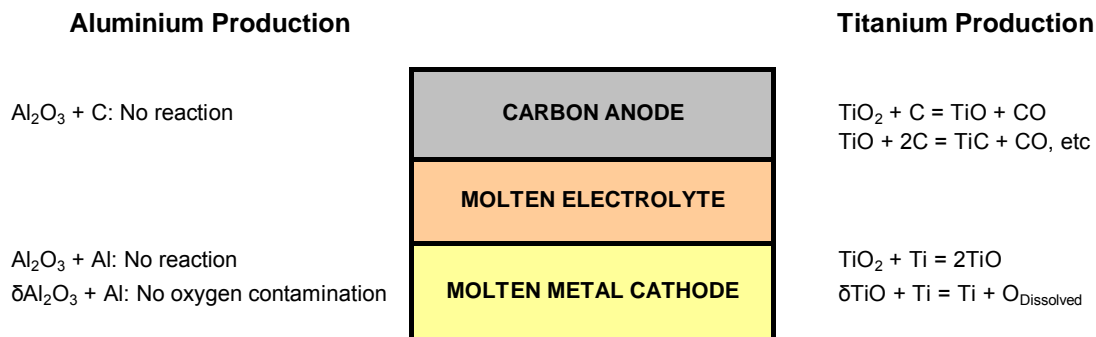 Aluminium Production
Titanium Production
Al₂O₃ + C: No reaction
CARBON ANODE
TiO₂ + C = TiO + CO
TiO + 2C = TiC + CO, etc
MOLTEN ELECTROLYTE
Al₂O₃ + Al: No reaction
TiO₂ + Ti = 2TiO
δAl₂O₃ + Al: No oxygen contamination
MOLTEN METAL CATHODE
δTiO + Ti = Ti + O_Dissolved